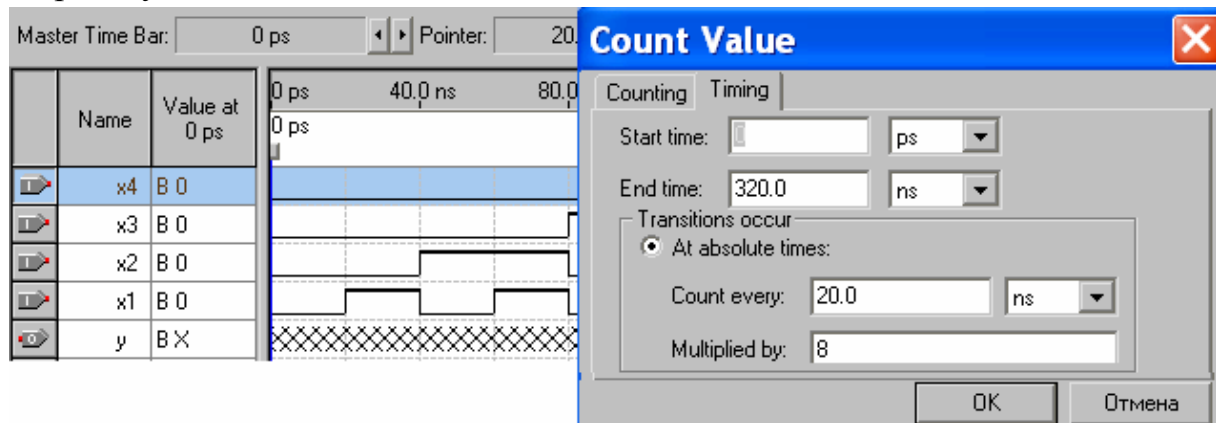 Master Time Bar: 0 ps Pointer: 20.
Name Value at 0 ps 0 ps 40.0 ns 80.0
0 ps
x4 B 0
x3 B 0
x2 B 0
x1 B 0
y B X
Count Value
Counting Timing
Start time: 0 ps
End time: 320.0 ns
Transitions occur
At absolute times:
Count every: 20.0 ns
Multiplied by: 8
OK Отмена